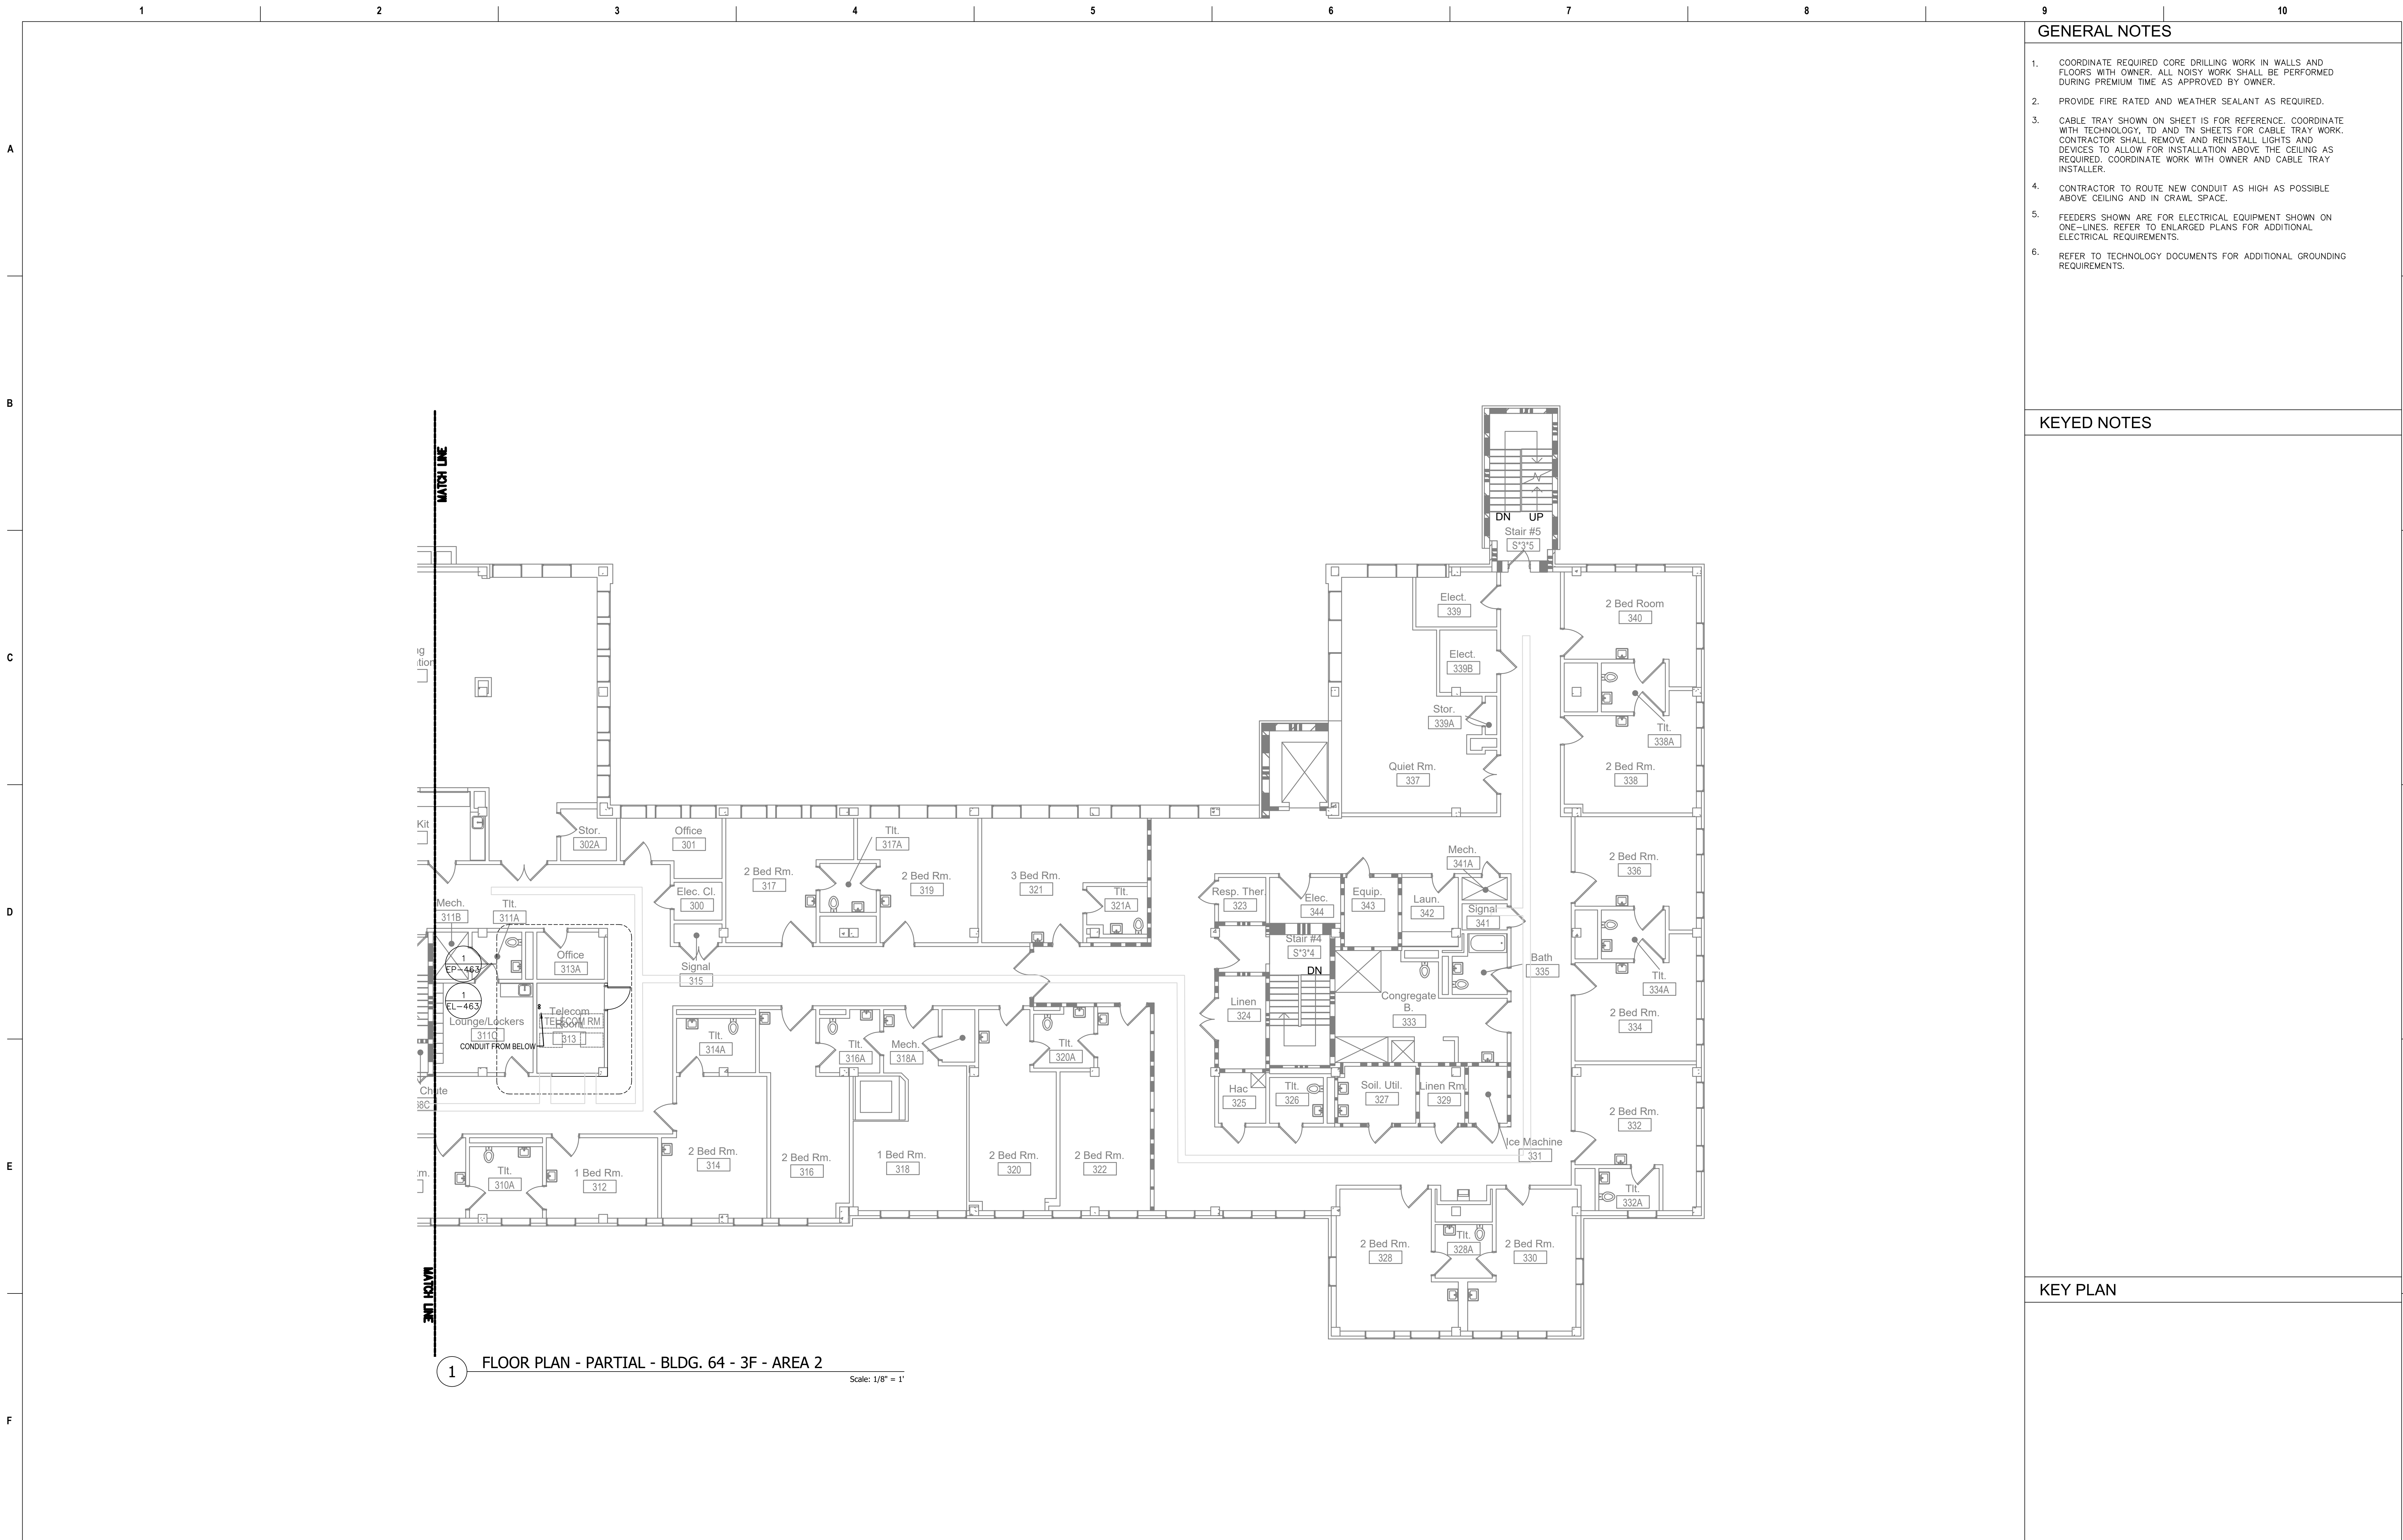 1 2 3 4 5 6 7 8 9 10
A
B
C
D
E
F
GENERAL NOTES
1. COORDINATE REQUIRED CORE DRILLING WORK IN WALLS AND
FLOORS WITH OWNER. ALL NOISY WORK SHALL BE PERFORMED
DURING PREMIUM TIME AS APPROVED BY OWNER.
2. PROVIDE FIRE RATED AND WEATHER SEALANT AS REQUIRED.
3. CABLE TRAY SHOWN ON SHEET IS FOR REFERENCE. COORDINATE
WITH TECHNOLOGY, TD AND TN SHEETS FOR CABLE TRAY WORK.
CONTRACTOR SHALL REMOVE AND REINSTALL LIGHTS AND
DEVICES TO ALLOW FOR INSTALLATION ABOVE THE CEILING AS
REQUIRED. COORDINATE WORK WITH OWNER AND CABLE TRAY
INSTALLER.
4. CONTRACTOR TO ROUTE NEW CONDUIT AS HIGH AS POSSIBLE
ABOVE CEILING AND IN CRAWL SPACE.
5. FEEDERS SHOWN ARE FOR ELECTRICAL EQUIPMENT SHOWN ON
ONE-LINES. REFER TO ENLARGED PLANS FOR ADDITIONAL
ELECTRICAL REQUIREMENTS.
6. REFER TO TECHNOLOGY DOCUMENTS FOR ADDITIONAL GROUNDING
REQUIREMENTS.
KEYED NOTES
KEY PLAN
MATCH LINE
DN UP
Stair #5
S*3*5
Elect.
339
2 Bed Room
340
Elect.
339B
Stor.
339A
Tlt.
338A
Quiet Rm.
337
2 Bed Rm.
338
Kit
Stor.
302A
Office
301
Tlt.
317A
2 Bed Rm.
317
2 Bed Rm.
319
3 Bed Rm.
321
Tlt.
321A
Elec. Cl.
300
Mech.
341A
2 Bed Rm.
336
Resp. Ther.
323
Elec.
344
Equip.
343
Laun.
342
Signal
341
Mech.
311B
Tlt.
311A
Office
313A
1
EP-463
1
EL-463
Signal
315
Stair #4
S*3*4
DN
Bath
335
Tlt.
334A
Linen
324
Congregate
B.
333
2 Bed Rm.
334
Lounge/Lockers
311C
Telecom
Room
313
TELECOM RM
CONDUIT FROM BELOW
Tlt.
314A
Tlt.
316A
Mech.
318A
Tlt.
320A
Chute
Hac
325
Tlt.
326
Soil. Util.
327
Linen Rm.
329
2 Bed Rm.
332
Ice Machine
331
Tlt.
310A
1 Bed Rm.
312
2 Bed Rm.
314
2 Bed Rm.
316
1 Bed Rm.
318
2 Bed Rm.
320
2 Bed Rm.
322
Tlt.
332A
2 Bed Rm.
328
Tlt.
328A
2 Bed Rm.
330
MATCH LINE
1 FLOOR PLAN - PARTIAL - BLDG. 64 - 3F - AREA 2
Scale: 1/8" = 1'